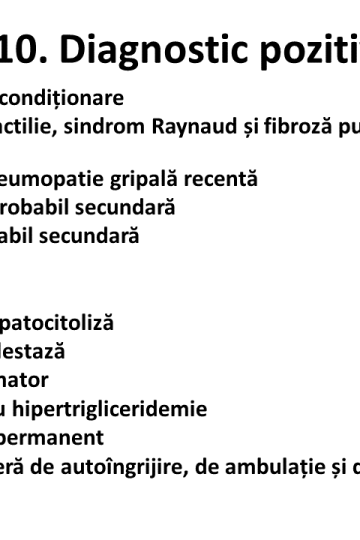 10. Diagnostic poziti
condiționare
actilie, sindrom Raynaud și fibroză pu
eumopatie gripală recentă
robabil secundară
abil secundară
patocitoliză
lestază
nator
u hipertrigliceridemie
permanent
eră de autoîngrijire, de ambulație și d